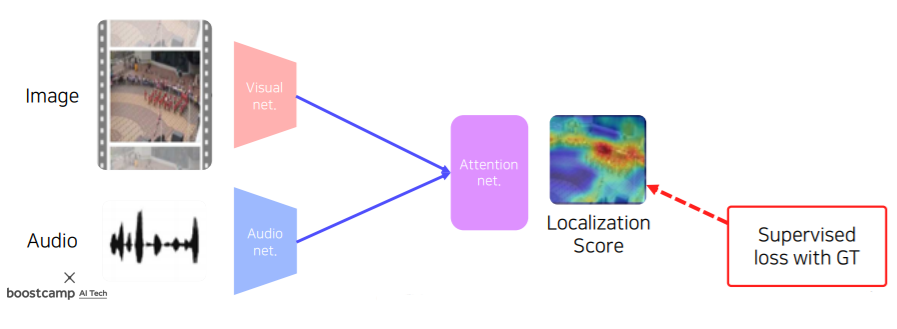 Image
Visual
net.
Attention
net.
Localization
Score
Supervised
loss with GT
Audio
Audio
net.
boostcamp AI Tech